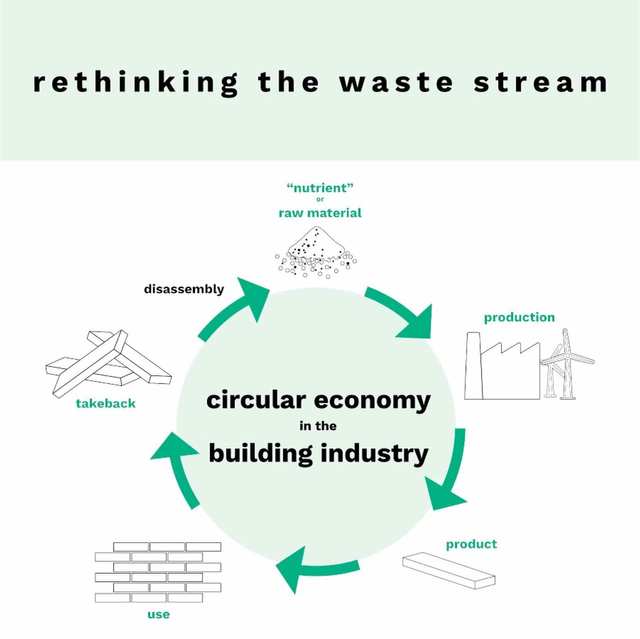 rethinking the waste stream
“nutrient”
or
raw material
disassembly
production
takeback
circular economy
in the
building industry
product
use